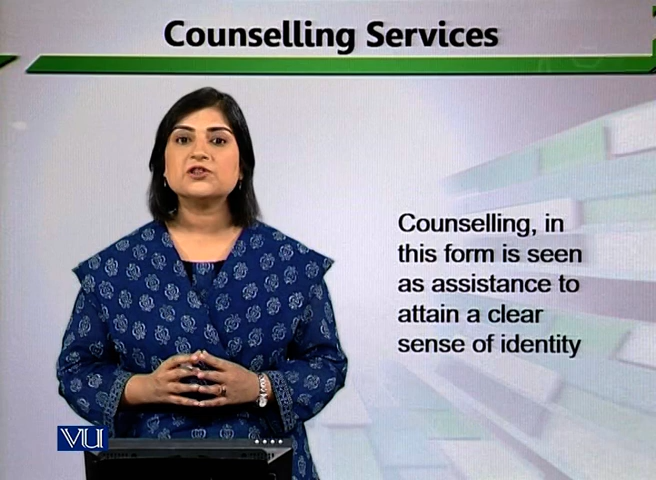 Counselling Services
Counselling, in
this form is seen
as assistance to
attain a clear
sense of identity
VU